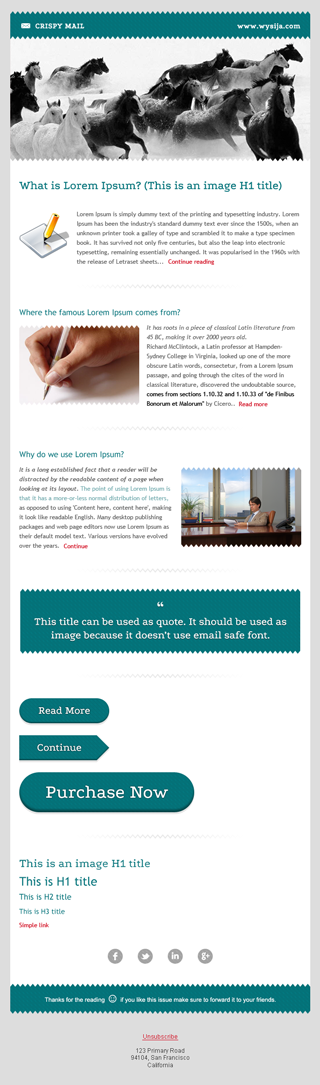 CRISPY MAIL
www.wysija.com
What is Lorem Ipsum? (This is an image H1 title)
Lorem Ipsum is simply dummy text of the printing and typesetting industry. Lorem
Ipsum has been the industry's standard dummy text ever since the 1500s, when an
unknown printer took a galley of type and scrambled it to make a type specimen
book. It has survived not only five centuries, but also the leap into electronic
typesetting, remaining essentially unchanged. It was popularised in the 1960s with
the release of Letraset sheets... Continue reading
Where the famous Lorem Ipsum comes from?
It has roots in a piece of classical Latin literature from
45 BC, making it over 2000 years old.
Richard McClintock, a Latin professor at Hampden-
Sydney College in Virginia, looked up one of the more
obscure Latin words, consectetur, from a Lorem Ipsum
passage, and going through the cites of the word in
classical literature, discovered the undoubtable source,
comes from sections 1.10.32 and 1.10.33 of "de Finibus
Bonorum et Malorum" by Cicero.. Read more
Why do we use Lorem Ipsum?
It is a long established fact that a reader will be
distracted by the readable content of a page when
looking at its layout. The point of using Lorem Ipsum is
that it has a more-or-less normal distribution of letters,
as opposed to using 'Content here, content here', making
it look like readable English. Many desktop publishing
packages and web page editors now use Lorem Ipsum as
their default model text. Various versions have evolved
over the years. Continue
“
This title can be used as quote. It should be used as
image because it doesn't use email safe font.
Read More
Continue
Purchase Now
This is an image H1 title
This is H1 title
This is H2 title
This is H3 title
Simple link
Thanks for the reading ☺ if you like this issue make sure to forward it to your friends.
Unsubscribe
123 Primary Road
94104, San Francisco
California